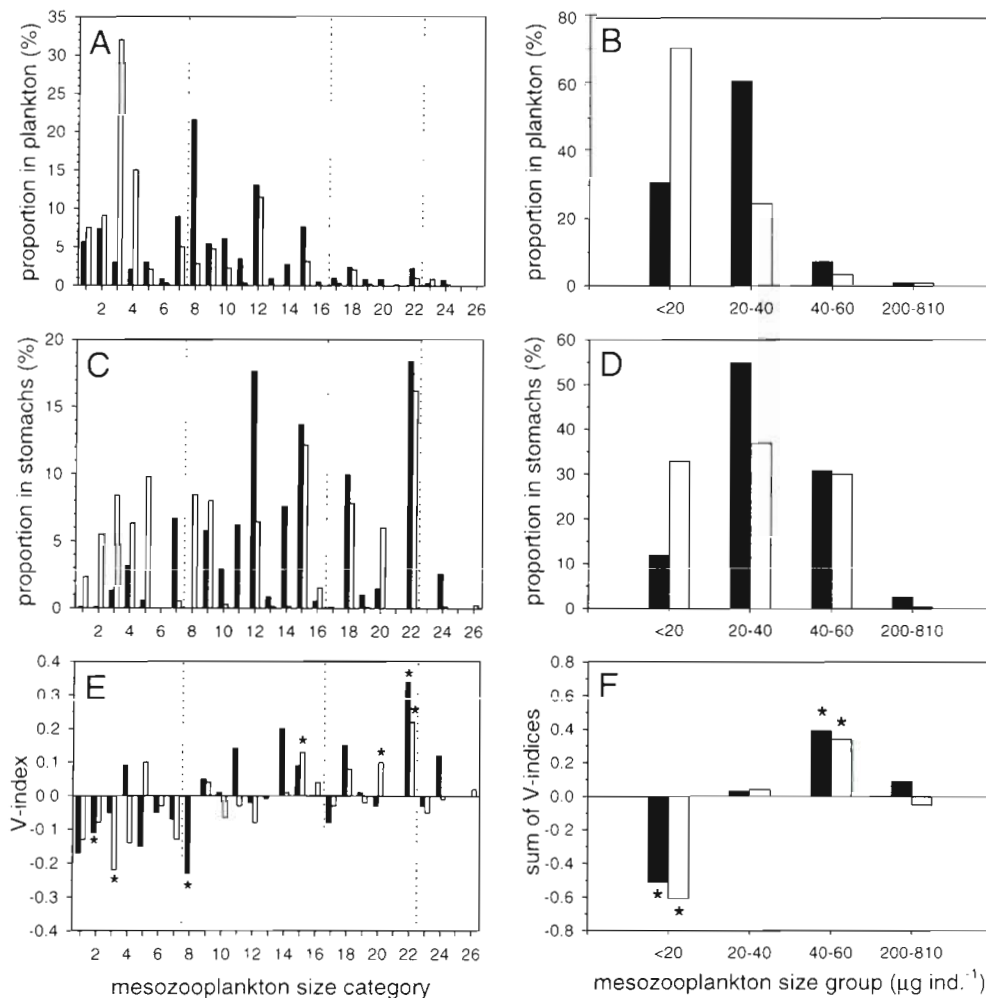 A
proportion in plankton (%)
35
30
25
20
15
10
5
0
2 4 6 8 10 12 14 16 18 20 22 24 26
B
proportion in plankton (%)
80
60
40
20
0
<20 20-40 40-60 200-810
C
proportion in stomachs (%)
20
15
10
5
0
2 4 6 8 10 12 14 16 18 20 22 24 26
D
proportion in stomachs (%)
60
50
40
30
20
10
0
<20 20-40 40-60 200-810
E
V-index
0.4
0.3
0.2
0.1
0.0
-0.1
-0.2
-0.3
-0.4
* * * * * * *
2 4 6 8 10 12 14 16 18 20 22 24 26
mesozooplankton size category
F
sum of V-indices
0.8
0.6
0.4
0.2
0.0
-0.2
-0.4
-0.6
-0.8
* * * *
<20 20-40 40-60 200-810
mesozooplankton size group (μg ind.⁻¹)